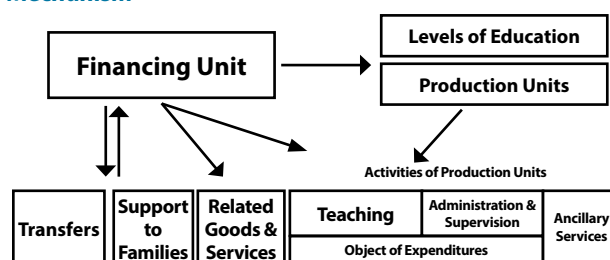 Mechanism
Levels of Education
Financing Unit
Production Units
Activities of Production Units
Transfers
Support
to
Families
Related
Goods &
Services
Teaching
Administration &
Supervision
Ancillary
Services
Object of Expenditures